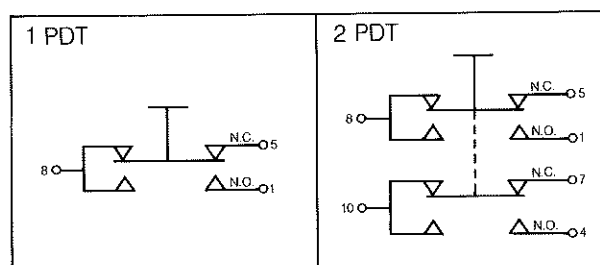 1 PDT
N.C. 5
8
N.O. 1
2 PDT
N.C. 5
8
N.O. 1
N.C. 7
10
N.O. 4